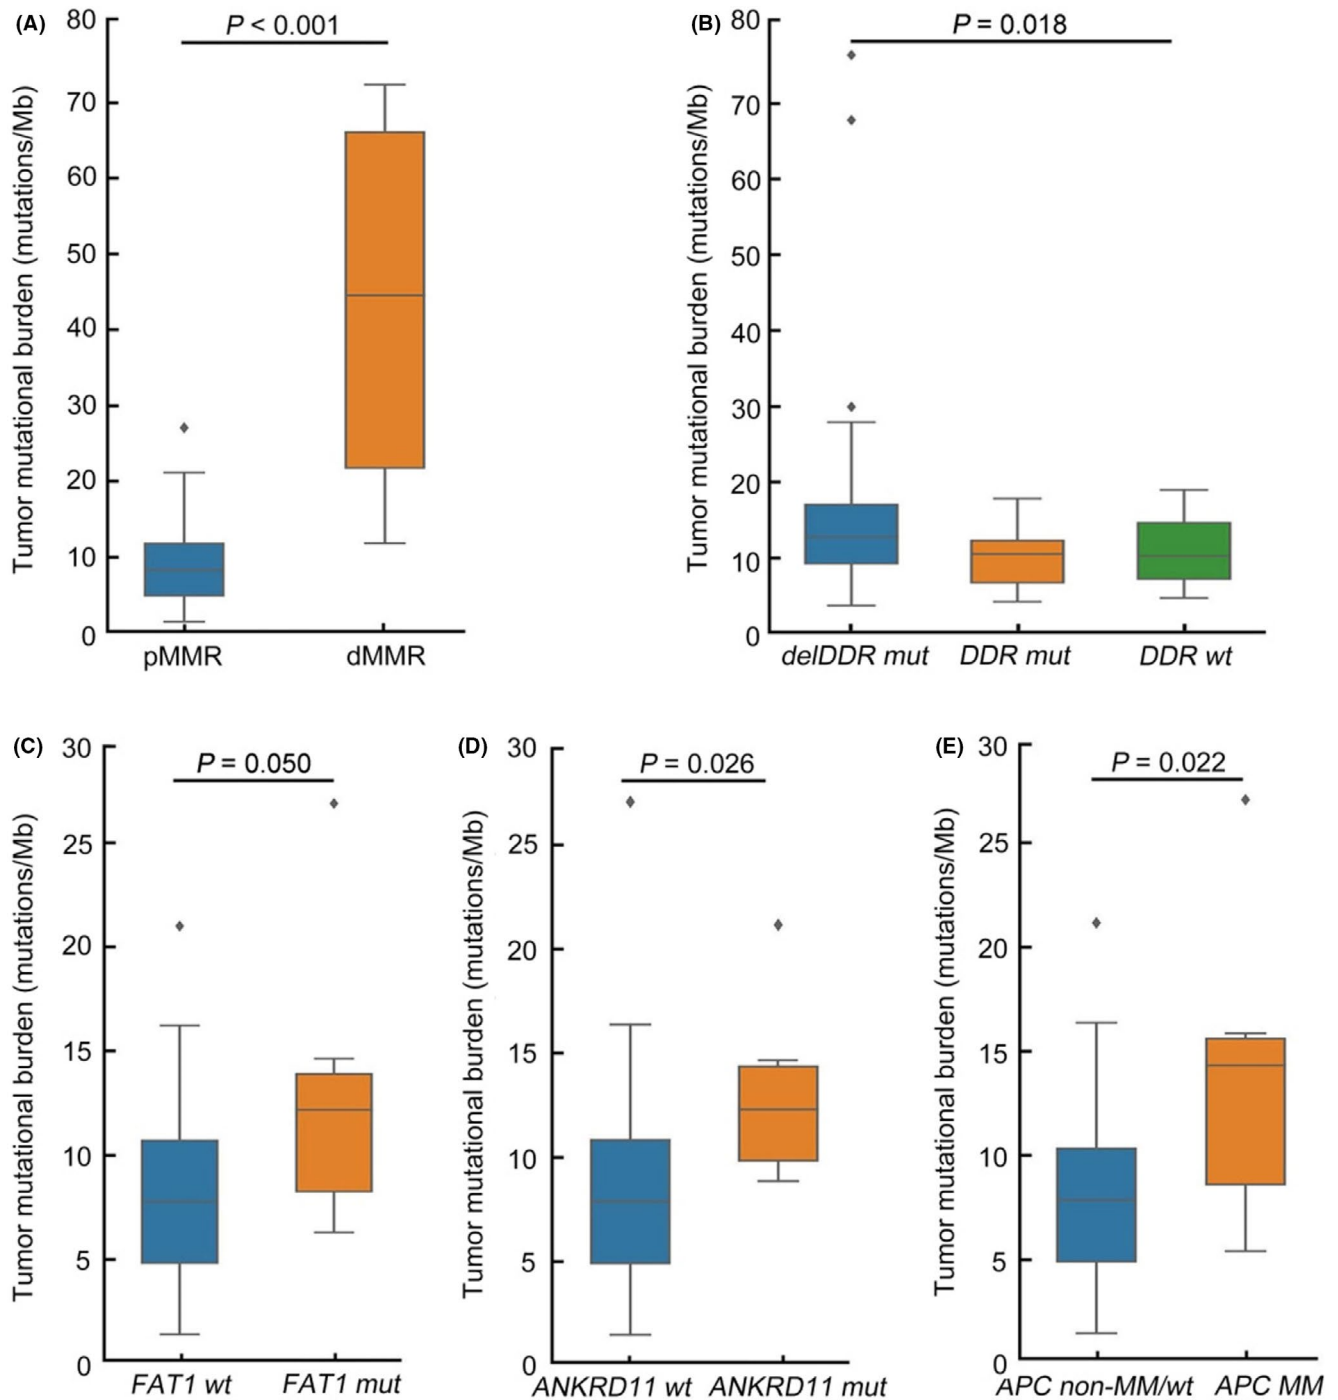 (A)
P < 0.001
Tumor mutational burden (mutations/Mb)
80
70
60
50
40
30
20
10
0
pMMR
dMMR
(B)
P = 0.018
Tumor mutational burden (mutations/Mb)
80
70
60
50
40
30
20
10
0
delDDR mut
DDR mut
DDR wt
(C)
P = 0.050
Tumor mutational burden (mutations/Mb)
30
25
20
15
10
5
0
FAT1 wt
FAT1 mut
(D)
P = 0.026
Tumor mutational burden (mutations/Mb)
30
25
20
15
10
5
0
ANKRD11 wt
ANKRD11 mut
(E)
P = 0.022
Tumor mutational burden (mutations/Mb)
30
25
20
15
10
5
0
APC non-MM/wt
APC MM